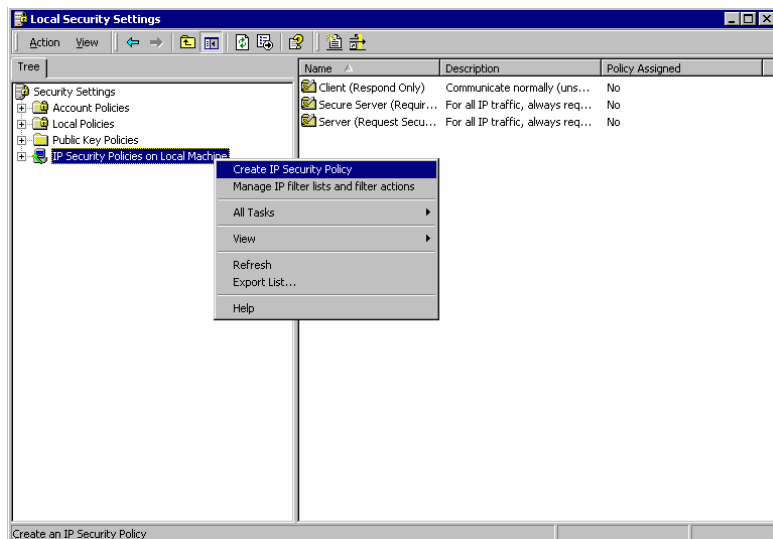 Local Security Settings
Action View
Tree
Name Description Policy Assigned
Security Settings
Account Policies
Local Policies
Public Key Policies
IP Security Policies on Local Machine
Client (Respond Only) Communicate normally (uns... No
Secure Server (Requir... For all IP traffic, always req... No
Server (Request Secu... For all IP traffic, always req... No
Create IP Security Policy
Manage IP filter lists and filter actions
All Tasks
View
Refresh
Export List...
Help
Create an IP Security Policy